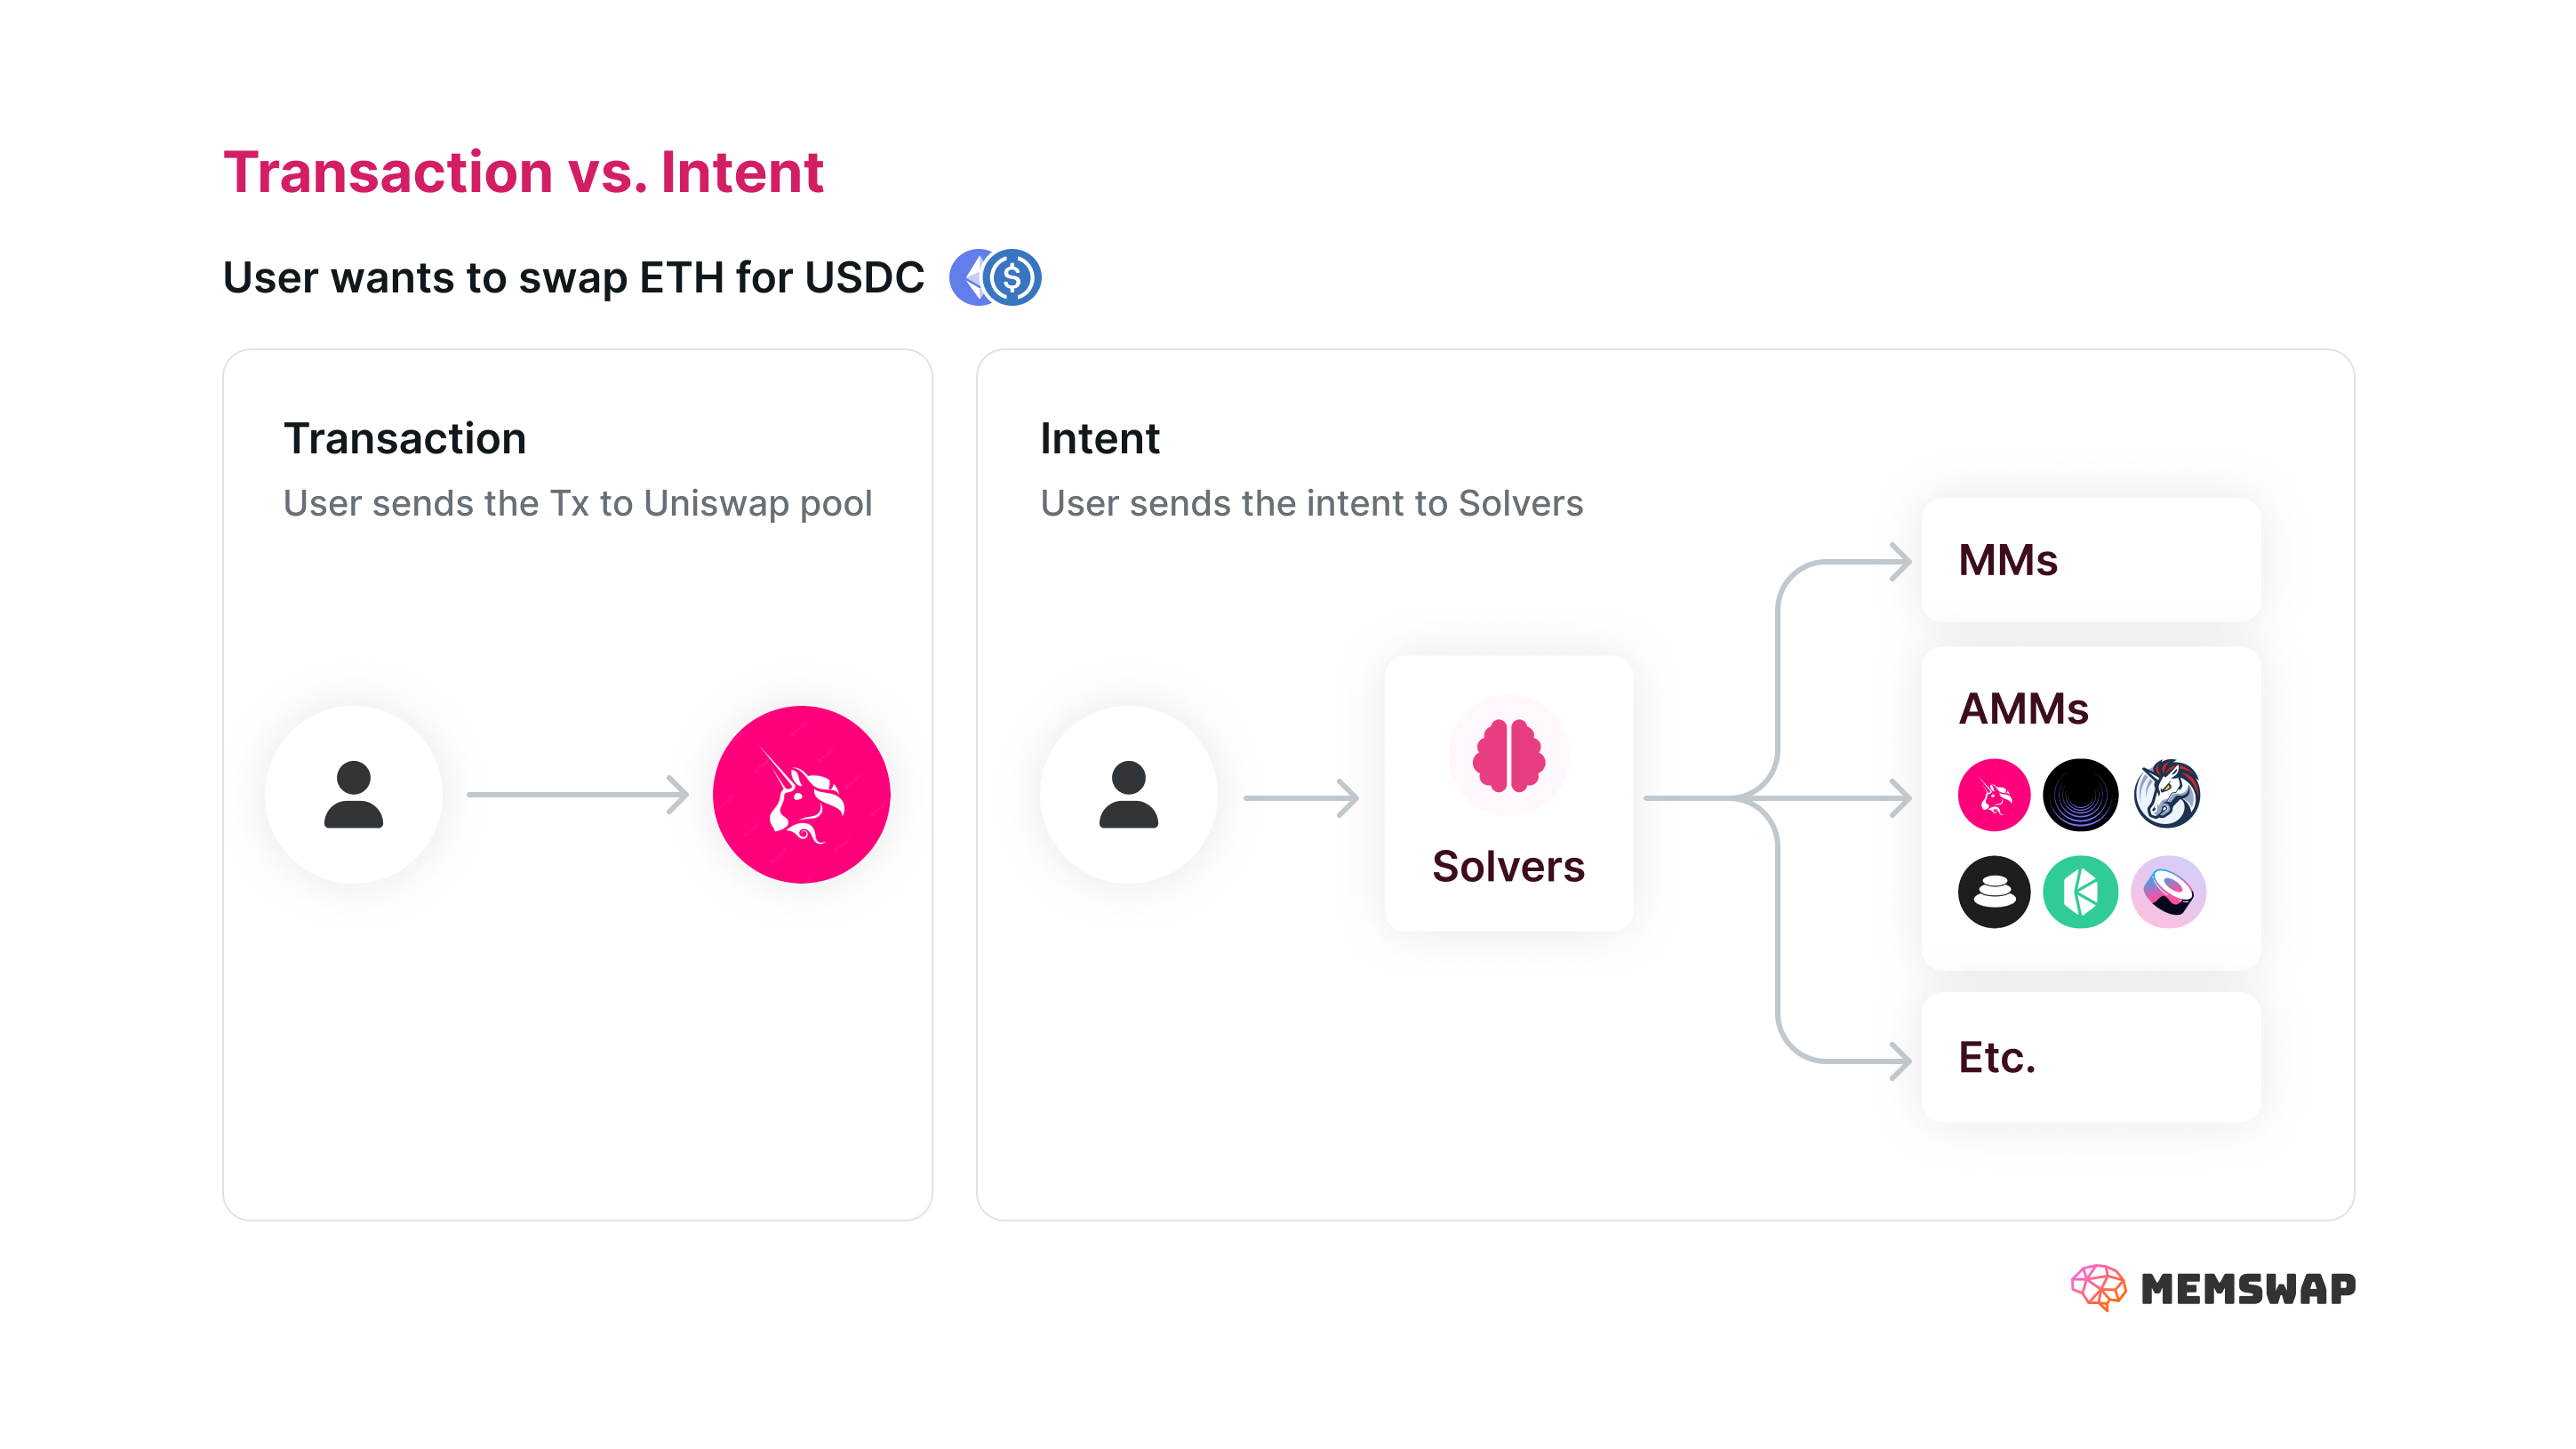 Transaction vs. Intent
User wants to swap ETH for USDC
Transaction
User sends the Tx to Uniswap pool
Intent
User sends the intent to Solvers
Solvers
MMs
AMMs
Etc.
MEMSWAP